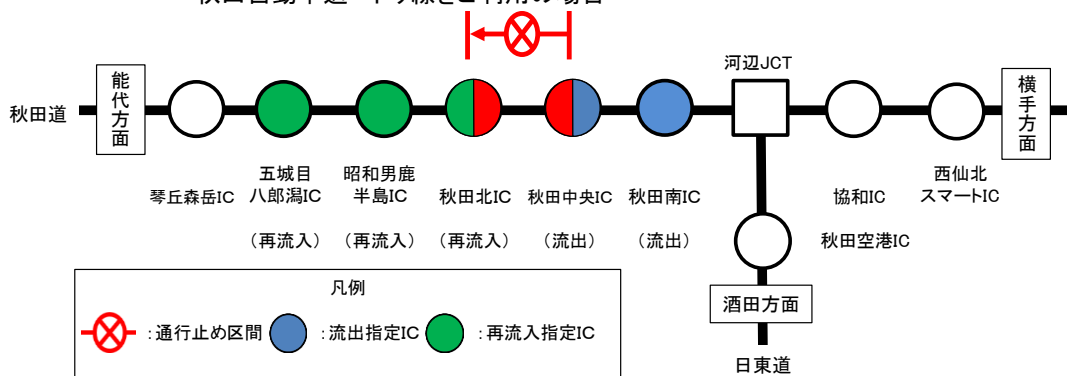 河辺JCT
秋田道
能代方面
横手方面
琴丘森岳IC
五城目
八郎潟IC
(再流入)
昭和男鹿
半島IC
(再流入)
秋田北IC
(再流入)
秋田中央IC
(流出)
秋田南IC
(流出)
協和IC
西仙北
スマートIC
秋田空港IC
酒田方面
日東道
凡例
:通行止め区間
:流出指定IC
:再流入指定IC